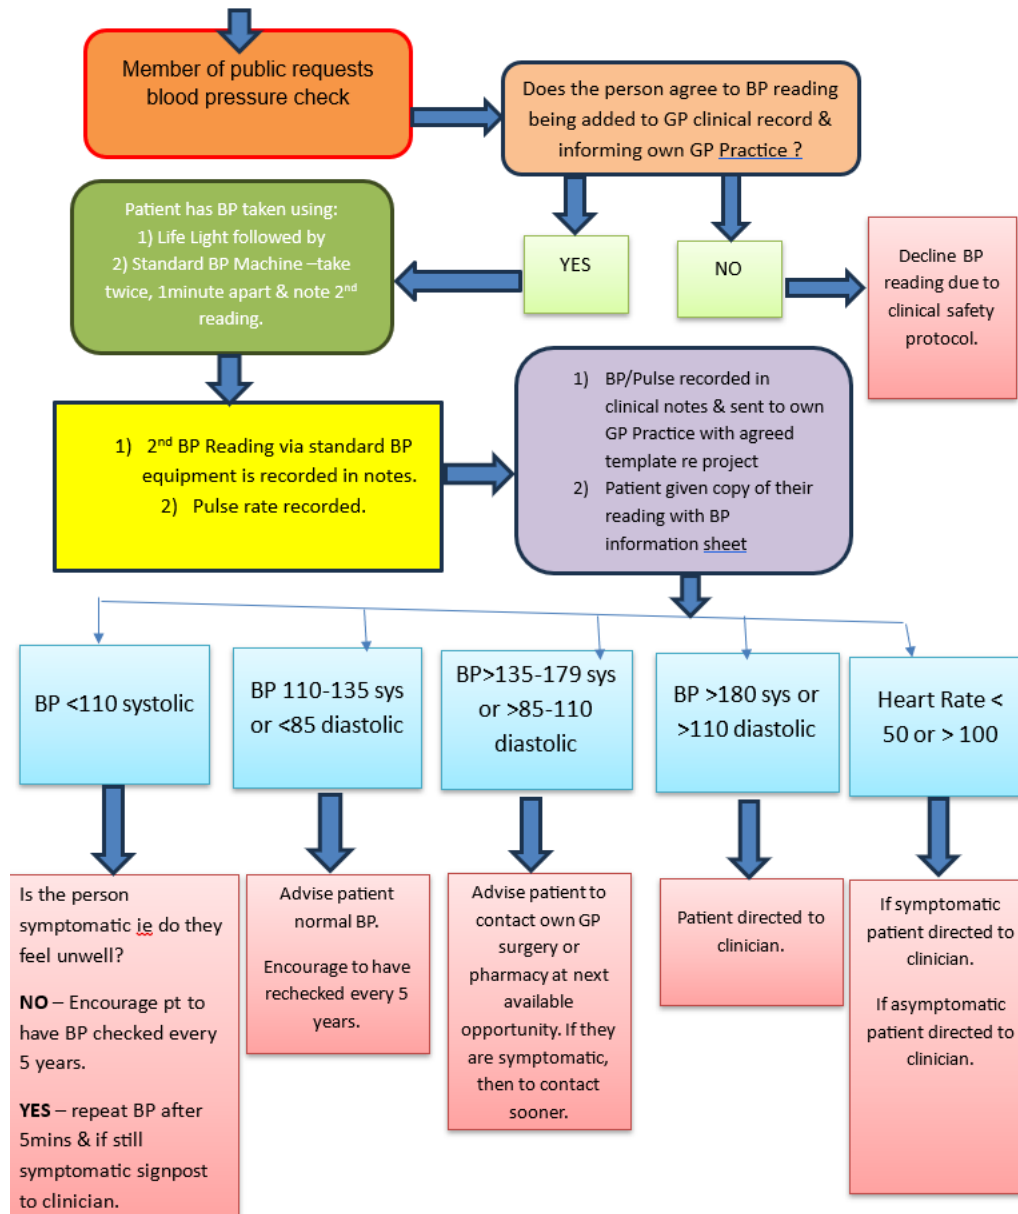 Member of public requests
blood pressure check
Does the person agree to BP reading
being added to GP clinical record &
informing own GP Practice ?
YES
NO
Decline BP
reading due to
clinical safety
protocol.
Patient has BP taken using:
1) Life Light followed by
2) Standard BP Machine –take
twice, 1minute apart & note 2nd
reading.
1) 2nd BP Reading via standard BP
equipment is recorded in notes.
2) Pulse rate recorded.
1) BP/Pulse recorded in
clinical notes & sent to own
GP Practice with agreed
template re project
2) Patient given copy of their
reading with BP
information sheet
BP <110 systolic
BP 110-135 sys
or <85 diastolic
BP>135-179 sys
or >85-110
diastolic
BP >180 sys or
>110 diastolic
Heart Rate <
50 or > 100
Is the person
symptomatic ie do they
feel unwell?
NO – Encourage pt to
have BP checked every
5 years.
YES – repeat BP after
5mins & if still
symptomatic signpost
to clinician.
Advise patient
normal BP.
Encourage to have
rechecked every 5
years.
Advise patient to
contact own GP
surgery or
pharmacy at next
available
opportunity. If they
are symptomatic,
then to contact
sooner.
Patient directed to
clinician.
If symptomatic
patient directed to
clinician.
If asymptomatic
patient directed to
clinician.